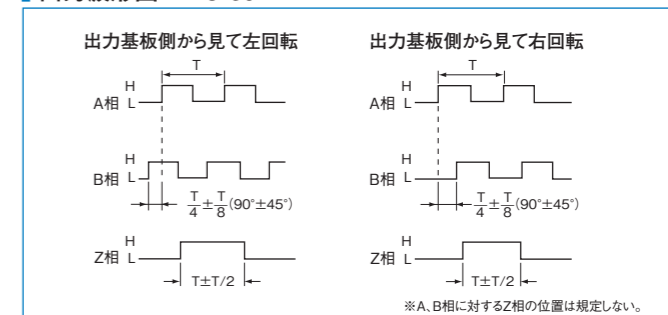 出力基板側から見て左回転
T
H
A相 L
H
B相 L
T/4±T/8(90°±45°)
H
Z相 L
T±T/2
出力基板側から見て右回転
T
H
A相 L
H
B相 L
T/4±T/8(90°±45°)
H
Z相 L
T±T/2
※A、B相に対するZ相の位置は規定しない。